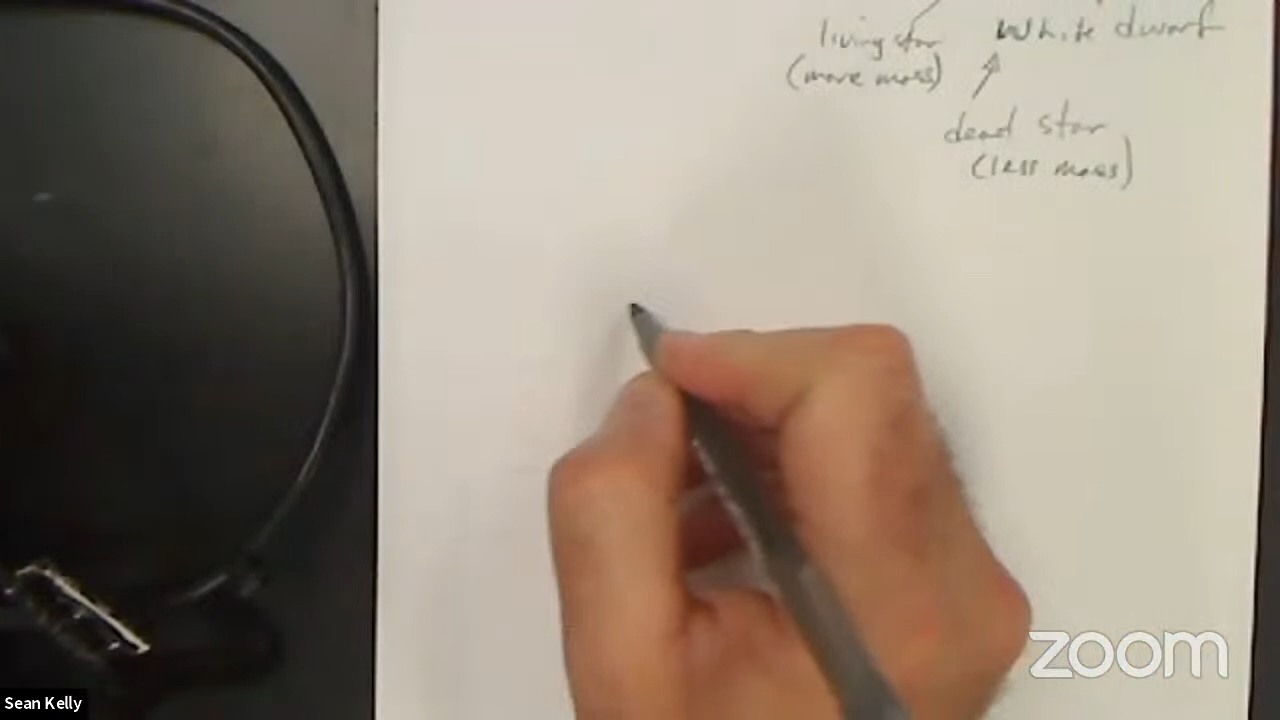 living star
White dwarf
(more mass)
dead star
(less mass)
zoom
Sean Kelly